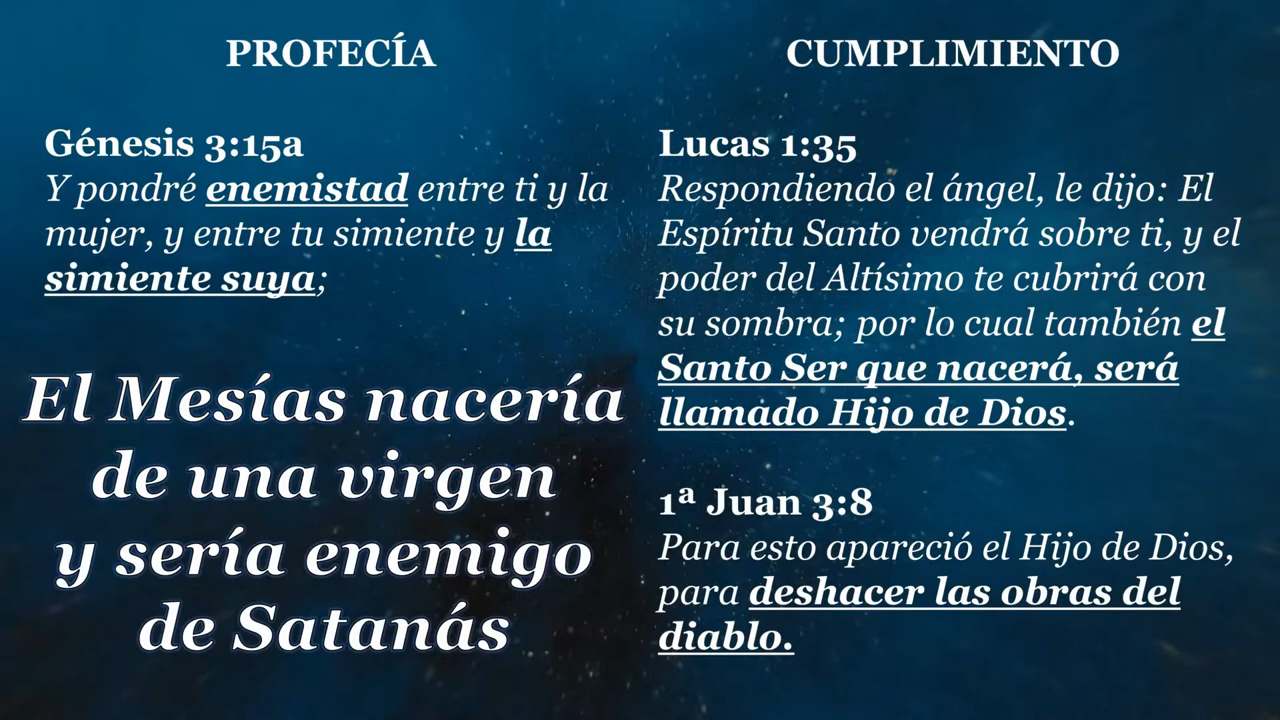 PROFECÍA
Génesis 3:15a
Y pondré enemistad entre ti y la
mujer, y entre tu simiente y la
simiente suya;
El Mesías nacería
de una virgen
y sería enemigo
de Satanás
CUMPLIMIENTO
Lucas 1:35
Respondiendo el ángel, le dijo: El
Espíritu Santo vendrá sobre ti, y el
poder del Altísimo te cubrirá con
su sombra; por lo cual también el
Santo Ser que nacerá, será
llamado Hijo de Dios.
1ª Juan 3:8
Para esto apareció el Hijo de Dios,
para deshacer las obras del
diablo.